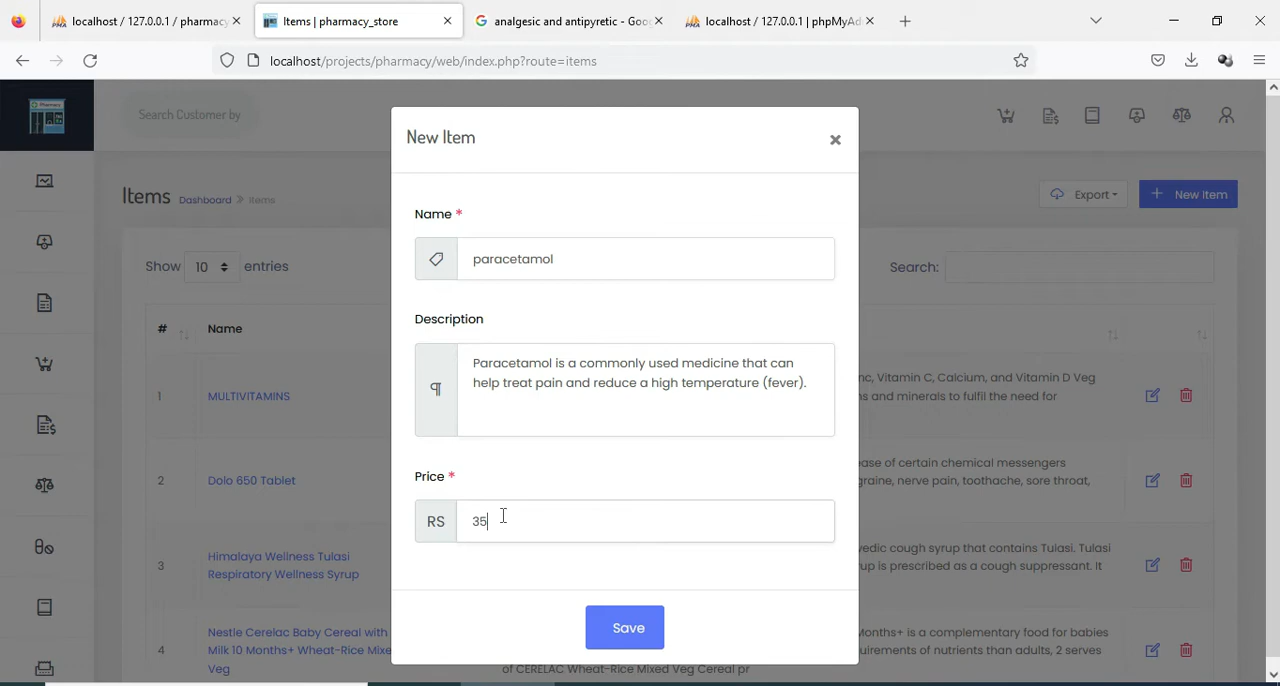 localhost / 127.0.0.1 / pharmacy
Items | pharmacy_store
analgesic and antipyretic - Goo
localhost / 127.0.0.1 | phpMyAd
localhost/projects/pharmacy/web/index.php?route=items
Search Customer by
Items Dashboard » Items
Export
+ New Item
Show 10 entries
Search:
# Name
1 MULTIVITAMINS
nc, Vitamin C, Calcium, and Vitamin D Veg
ns and minerals to fulfil the need for
2 Dolo 650 Tablet
ease of certain chemical messengers
graine, nerve pain, toothache, sore throat,
3 Himalaya Wellness Tulasi
Respiratory Wellness Syrup
vedic cough syrup that contains Tulasi. Tulasi
rup is prescribed as a cough suppressant. It
4 Nestle Cerelac Baby Cereal with
Milk 10 Months+ Wheat-Rice Mixe
Veg
Months+ is a complementary food for babies
uirements of nutrients than adults, 2 serves
of CERELAC Wheat-Rice Mixed Veg Cereal pr
New Item
×
Name *
paracetamol
Description
Paracetamol is a commonly used medicine that can
help treat pain and reduce a high temperature (fever).
Price *
RS 35
Save